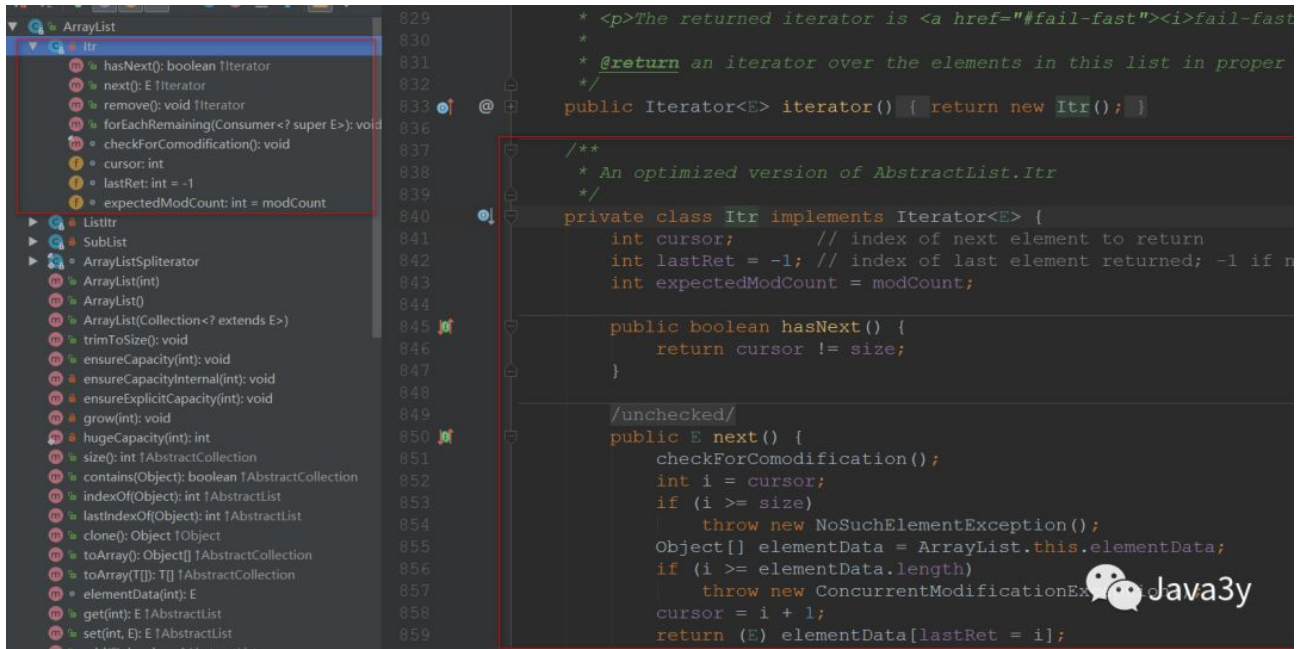 ArrayList
Itr
hasNext(): boolean ↑Iterator
next(): E ↑Iterator
remove(): void ↑Iterator
forEachRemaining(Consumer<? super E>): void
checkForComodification(): void
cursor: int
lastRet: int = -1
expectedModCount: int = modCount
ListItr
SubList
ArrayListSpliterator
ArrayList(int)
ArrayList()
ArrayList(Collection<? extends E>)
trimToSize(): void
ensureCapacity(int): void
ensureCapacityInternal(int): void
ensureExplicitCapacity(int): void
grow(int): void
hugeCapacity(int): int
size(): int ↑AbstractCollection
contains(Object): boolean ↑AbstractCollection
indexOf(Object): int ↑AbstractList
lastIndexOf(Object): int ↑AbstractList
clone(): Object ↑Object
toArray(): Object[] ↑AbstractCollection
toArray(T[]): T[] ↑AbstractCollection
elementData(int): E
get(int): E ↑AbstractList
set(int, E): E ↑AbstractList
829 * <p>The returned iterator is <a href="#fail-fast"><i>fail-fast
830 *
831 * @return an iterator over the elements in this list in proper
832 */
833 @ public Iterator<E> iterator() { return new Itr(); }
836
837 /**
838 * An optimized version of AbstractList.Itr
839 */
840 private class Itr implements Iterator<E> {
841 int cursor; // index of next element to return
842 int lastRet = -1; // index of last element returned; -1 if n
843 int expectedModCount = modCount;
844
845 public boolean hasNext() {
846 return cursor != size;
847 }
848
849 /unchecked/
850 public E next() {
851 checkForComodification();
852 int i = cursor;
853 if (i >= size)
854 throw new NoSuchElementException();
855 Object[] elementData = ArrayList.this.elementData;
856 if (i >= elementData.length)
857 throw new ConcurrentModificationEx
858 cursor = i + 1;
859 return (E) elementData[lastRet = i];
Java3y